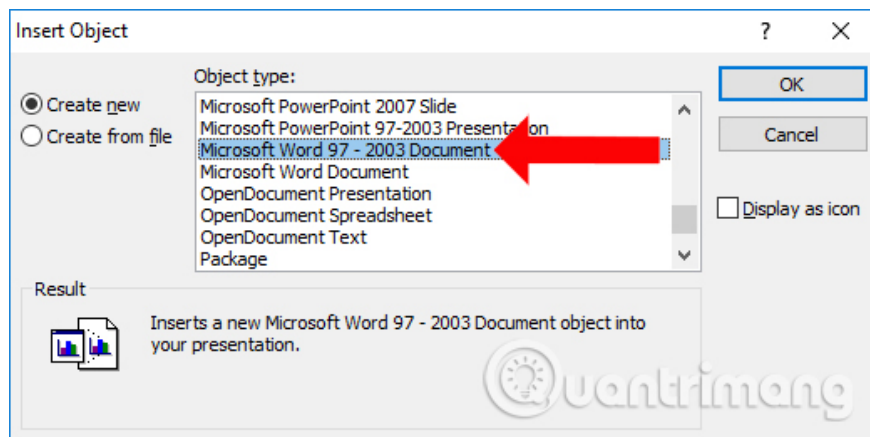 Insert Object
Object type:
Create new
Create from file
Microsoft PowerPoint 2007 Slide
Microsoft PowerPoint 97-2003 Presentation
Microsoft Word 97 - 2003 Document
Microsoft Word Document
OpenDocument Presentation
OpenDocument Spreadsheet
OpenDocument Text
Package
OK
Cancel
Display as icon
Result
Inserts a new Microsoft Word 97 - 2003 Document object into
your presentation.
Quantrimang